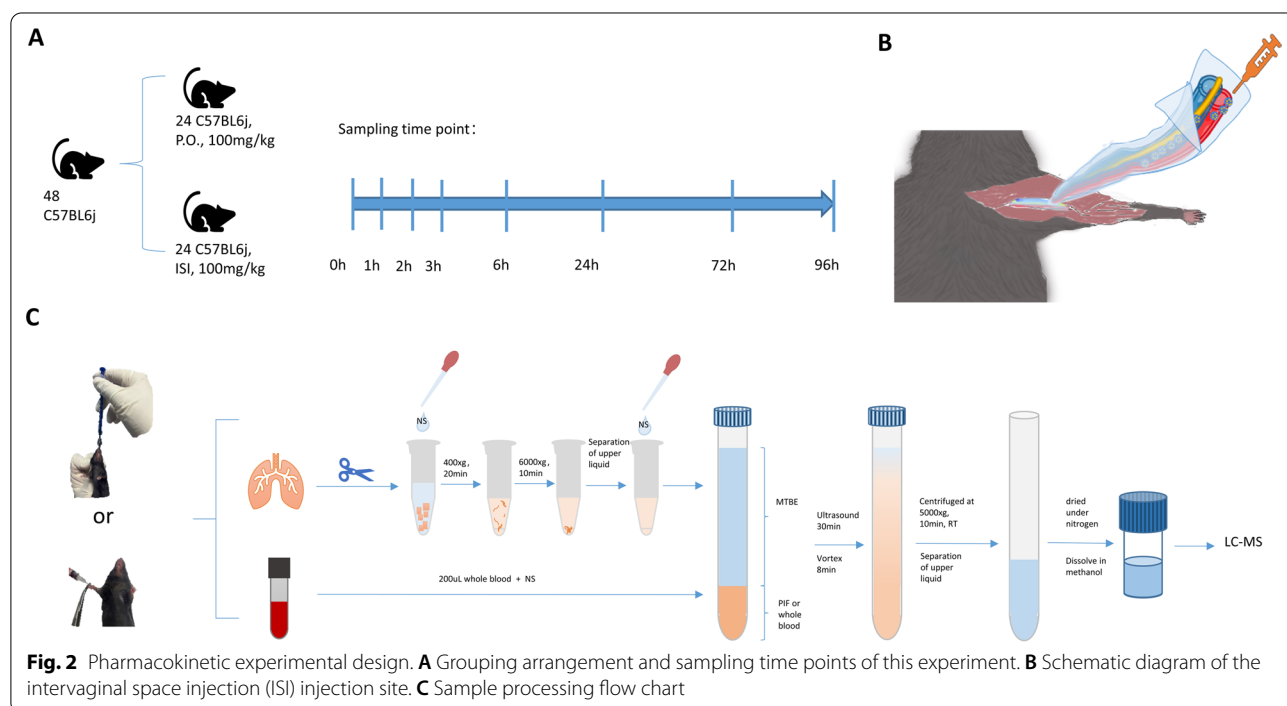 A
48
C57BL6j
24 C57BL6j,
P.O., 100mg/kg
24 C57BL6j,
ISI, 100mg/kg
Sampling time point:
0h 1h 2h 3h 6h 24h 72h 96h
B
C
or
NS
400xg,
20min
6000xg,
10min
Separation
of upper
liquid
NS
200uL whole blood + NS
MTBE
PIF or
whole
blood
Ultrasound
30min
Vortex
8min
Centrifuged at
5000xg,
10min, RT
Separation
of upper
liquid
dried
under
nitrogen
Dissolve in
methanol
LC-MS
Fig. 2 Pharmacokinetic experimental design. A Grouping arrangement and sampling time points of this experiment. B Schematic diagram of the
intervaginal space injection (ISI) injection site. C Sample processing flow chart